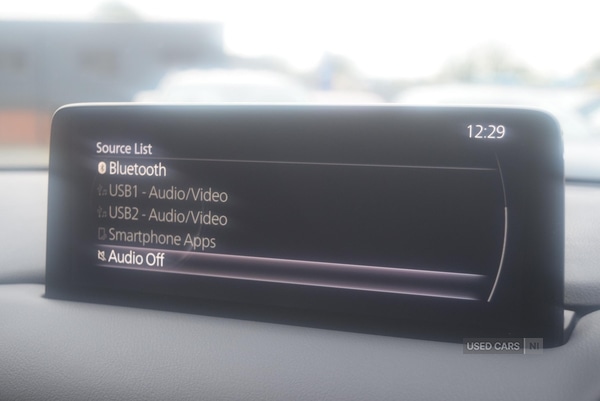 12:29
Source List
Bluetooth
USB1 - Audio/Video
USB2 - Audio/Video
Smartphone Apps
Audio Off
USED CARS NI